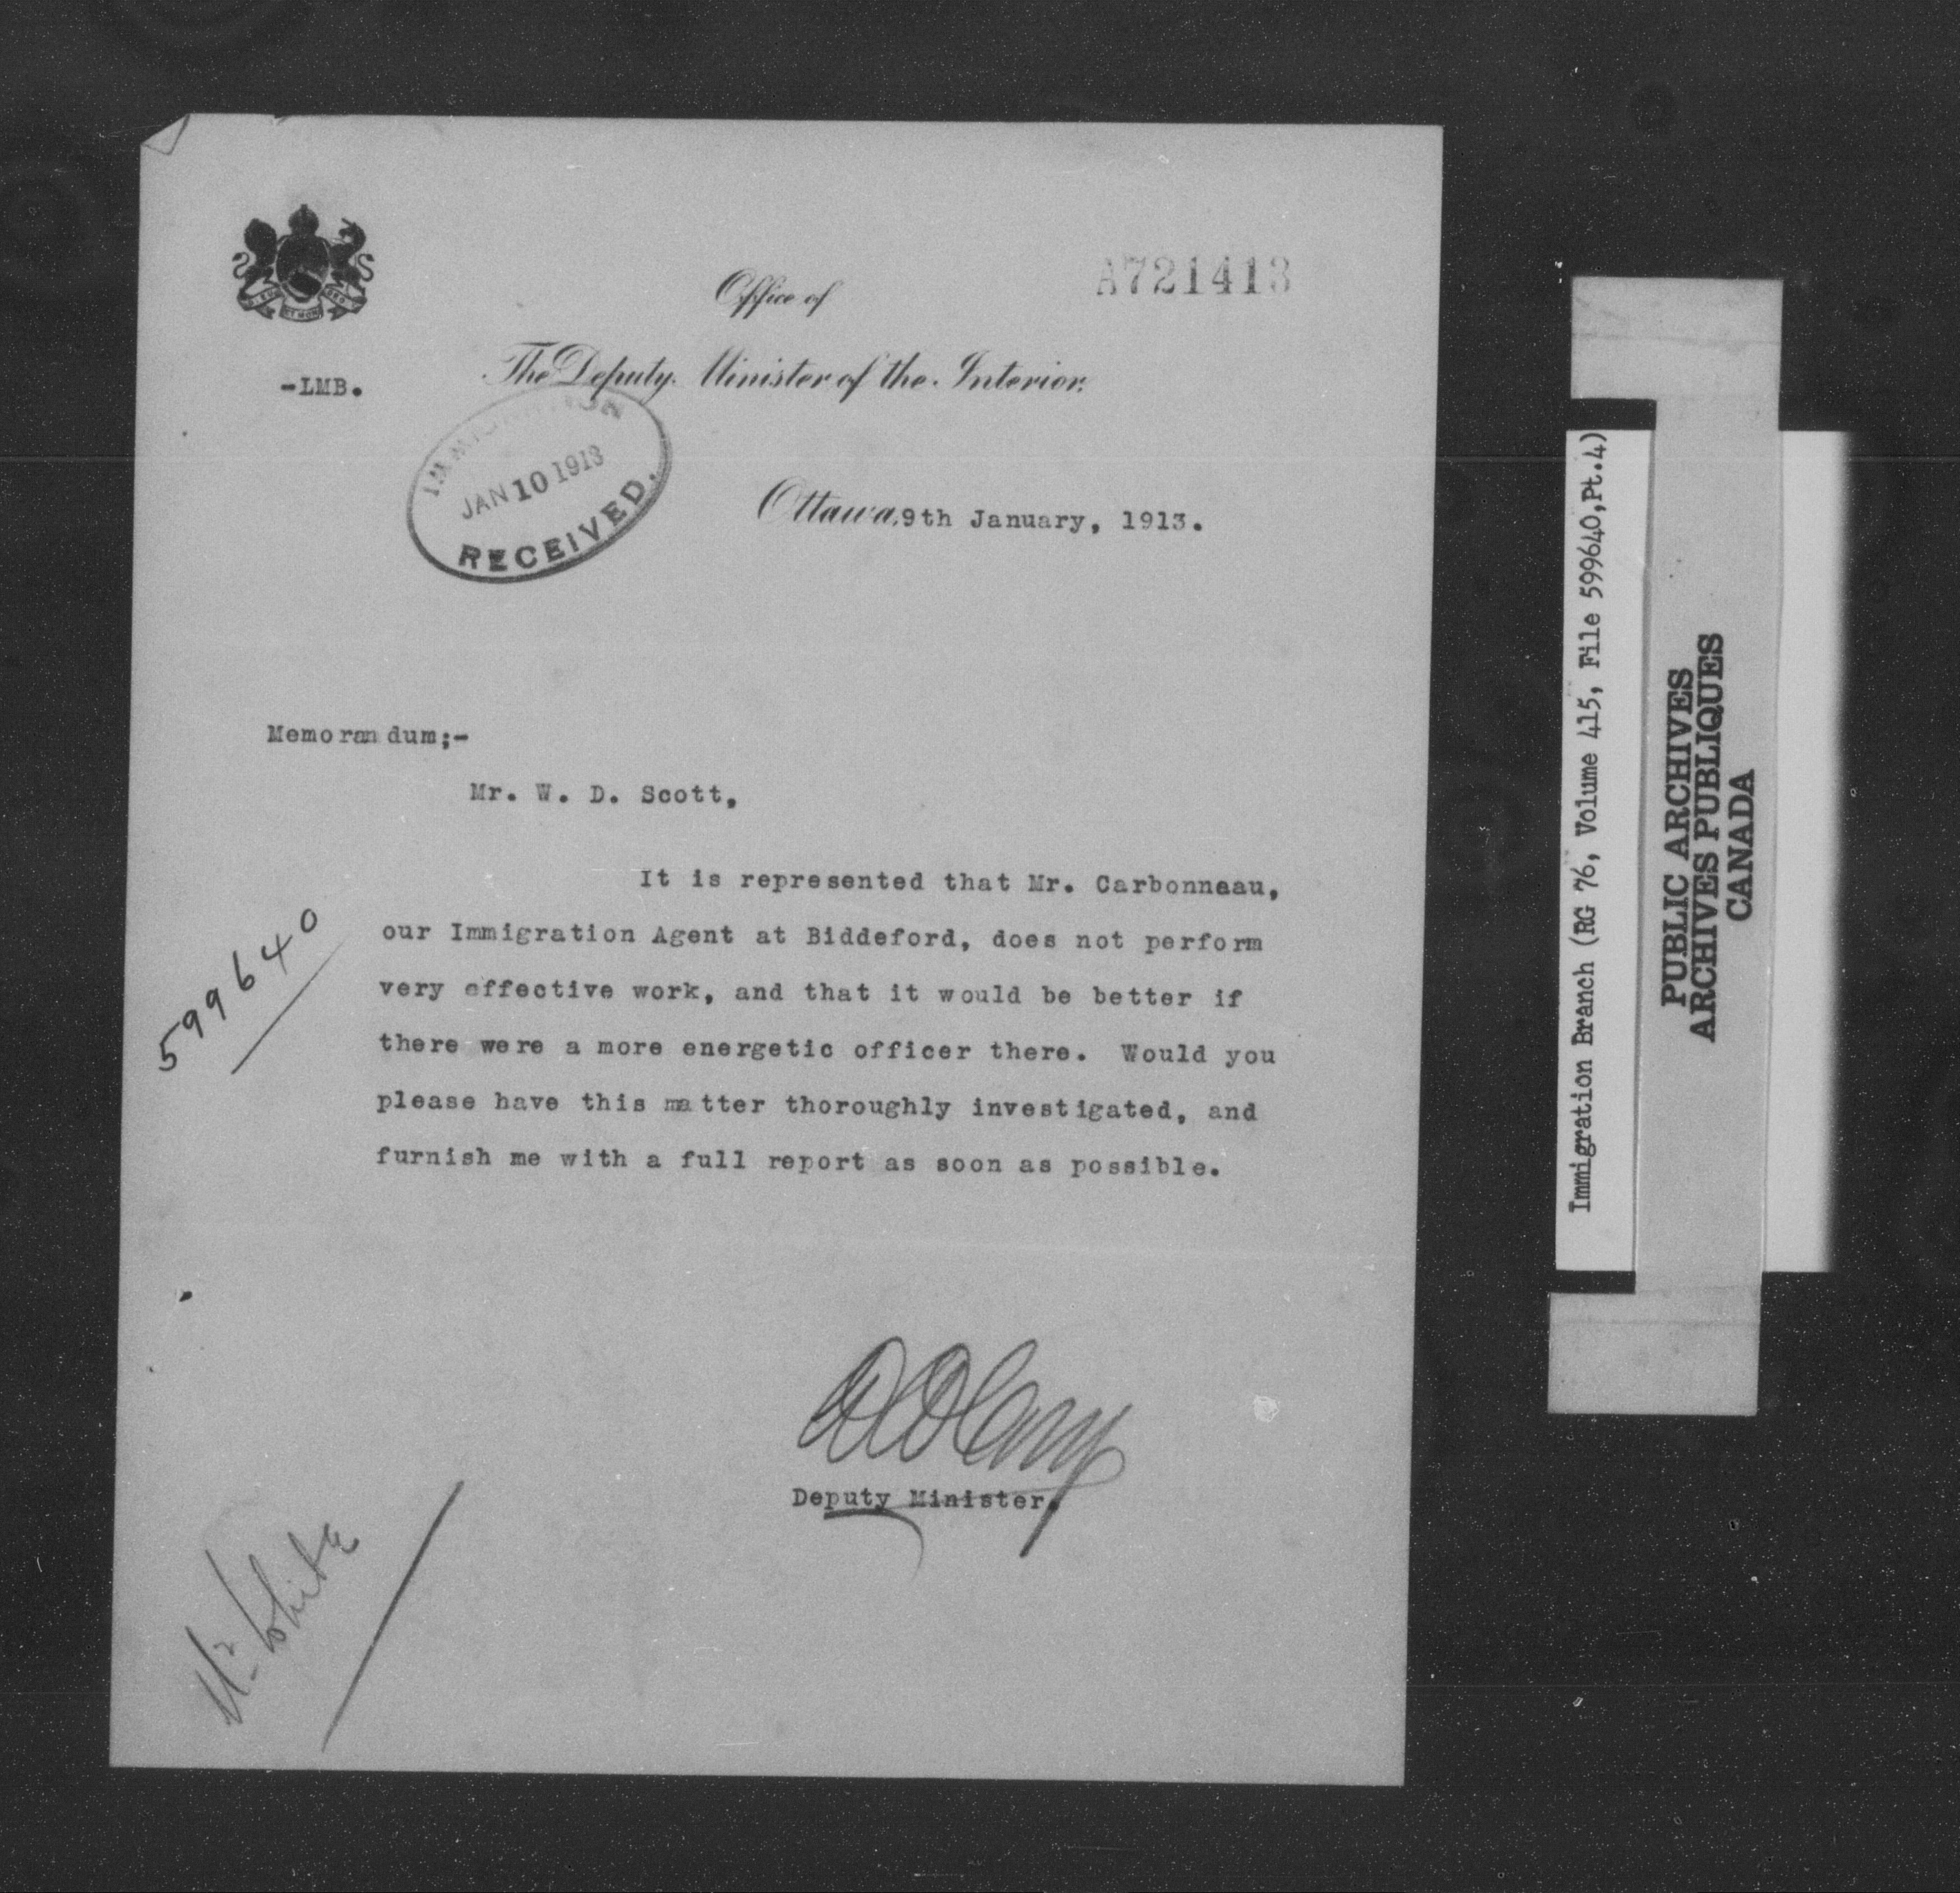 A721413
Office of
The Deputy Minister of the Interior.
-LMB.
IMMIGRATION
JAN 10 1913
RECEIVED.
Ottawa, 9th January, 1913.
Memorandum;-
Mr. W. D. Scott,
It is represented that Mr. Carbonneau,
our Immigration Agent at Biddeford, does not perform
very effective work, and that it would be better if
there were a more energetic officer there. Would you
please have this matter thoroughly investigated, and
furnish me with a full report as soon as possible.
599640
Deputy Minister.
Mr. White
Immigration Branch (RG 76, Volume 415, File 599640,Pt.4)
PUBLIC ARCHIVES
ARCHIVES PUBLIQUES
CANADA